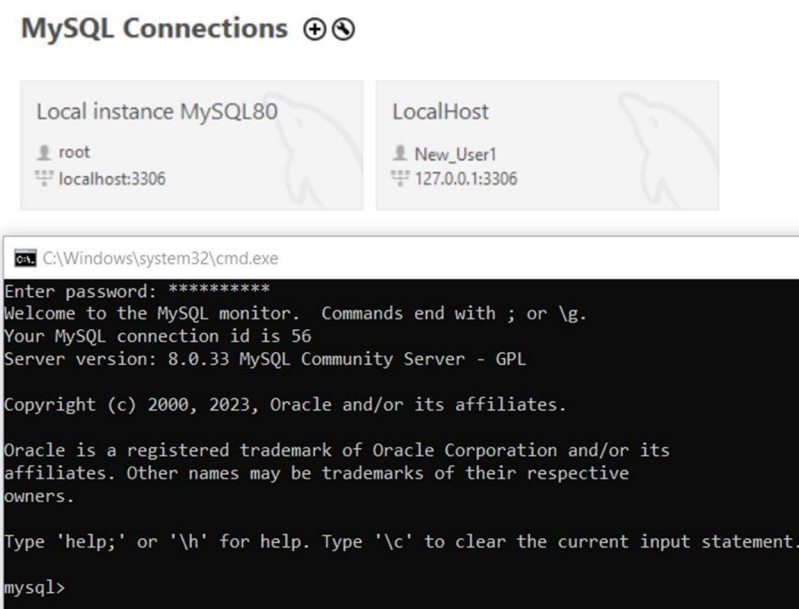 MySQL Connections
Local instance MySQL80
root
localhost:3306
LocalHost
New_User1
127.0.0.1:3306
C:\Windows\system32\cmd.exe
Enter password: **********
Welcome to the MySQL monitor.  Commands end with ; or \g.
Your MySQL connection id is 56
Server version: 8.0.33 MySQL Community Server - GPL
Copyright (c) 2000, 2023, Oracle and/or its affiliates.
Oracle is a registered trademark of Oracle Corporation and/or its
affiliates. Other names may be trademarks of their respective
owners.
Type 'help;' or '\h' for help. Type '\c' to clear the current input statement.
mysql>